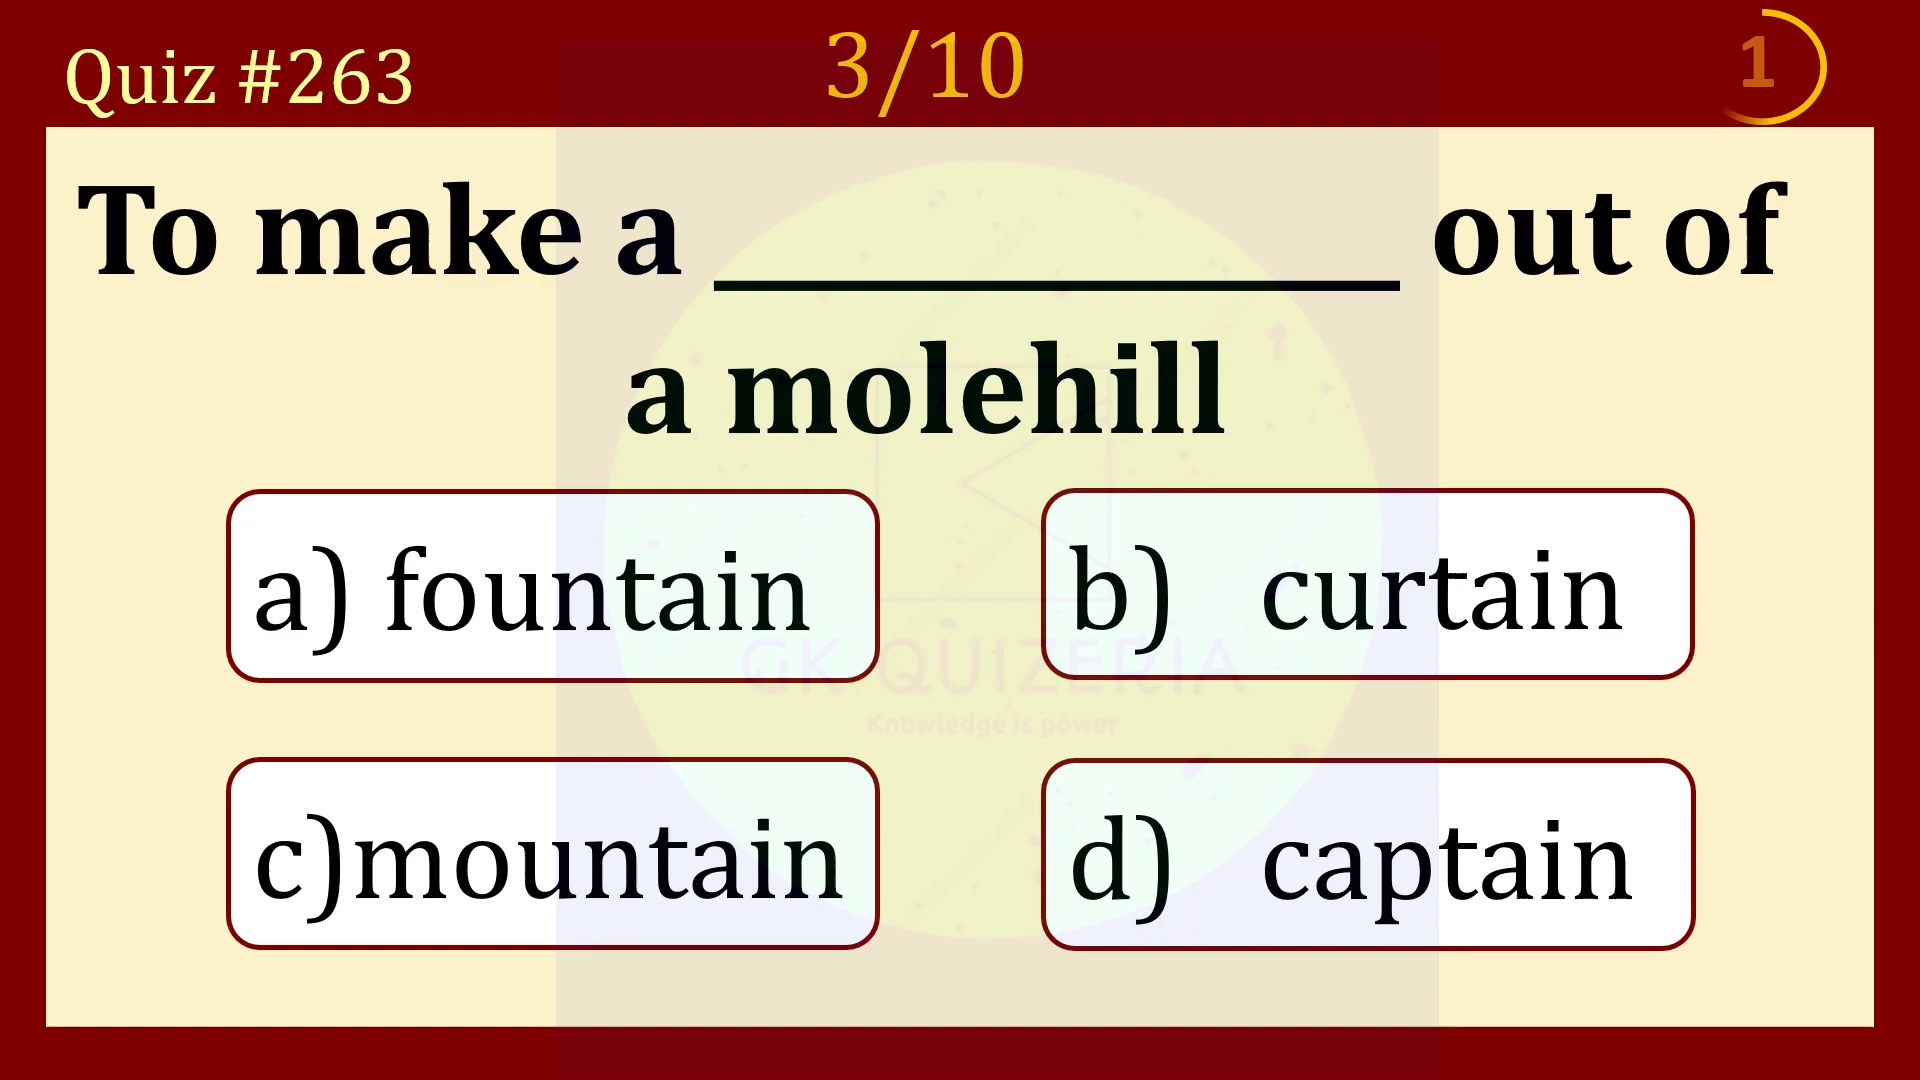 Quiz #263
3/10
1
To make a ____________ out of
a molehill
a) fountain
b) curtain
c)mountain
d) captain
GK QUIZERIA
Knowledge is power